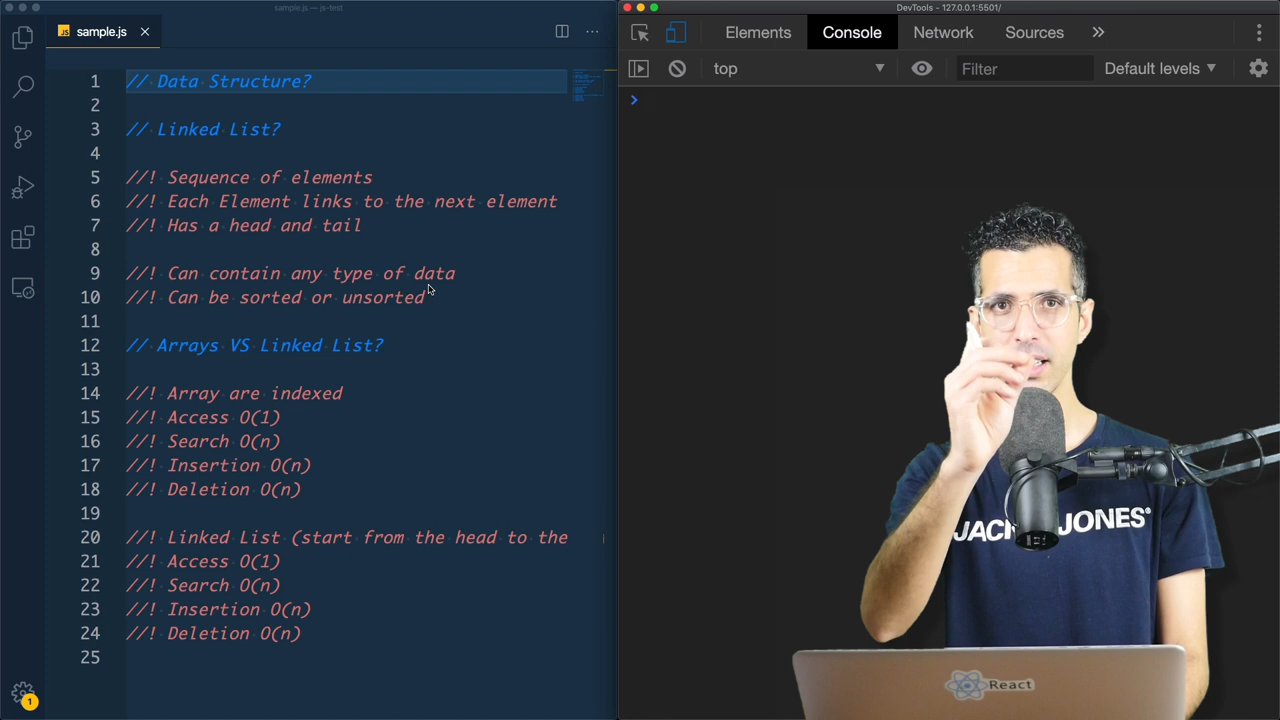 sample.js — js-test
sample.js
1 // Data Structure?
2
3 // Linked List?
4
5 //! Sequence of elements
6 //! Each Element links to the next element
7 //! Has a head and tail
8
9 //! Can contain any type of data
10 //! Can be sorted or unsorted
11
12 // Arrays VS Linked List?
13
14 //! Array are indexed
15 //! Access O(1)
16 //! Search O(n)
17 //! Insertion O(n)
18 //! Deletion O(n)
19
20 //! Linked List (start from the head to the
21 //! Access O(1)
22 //! Search O(n)
23 //! Insertion O(n)
24 //! Deletion O(n)
25
1
DevTools - 127.0.0.1:5501/
Elements Console Network Sources
top Filter Default levels
JACK JONES®
React